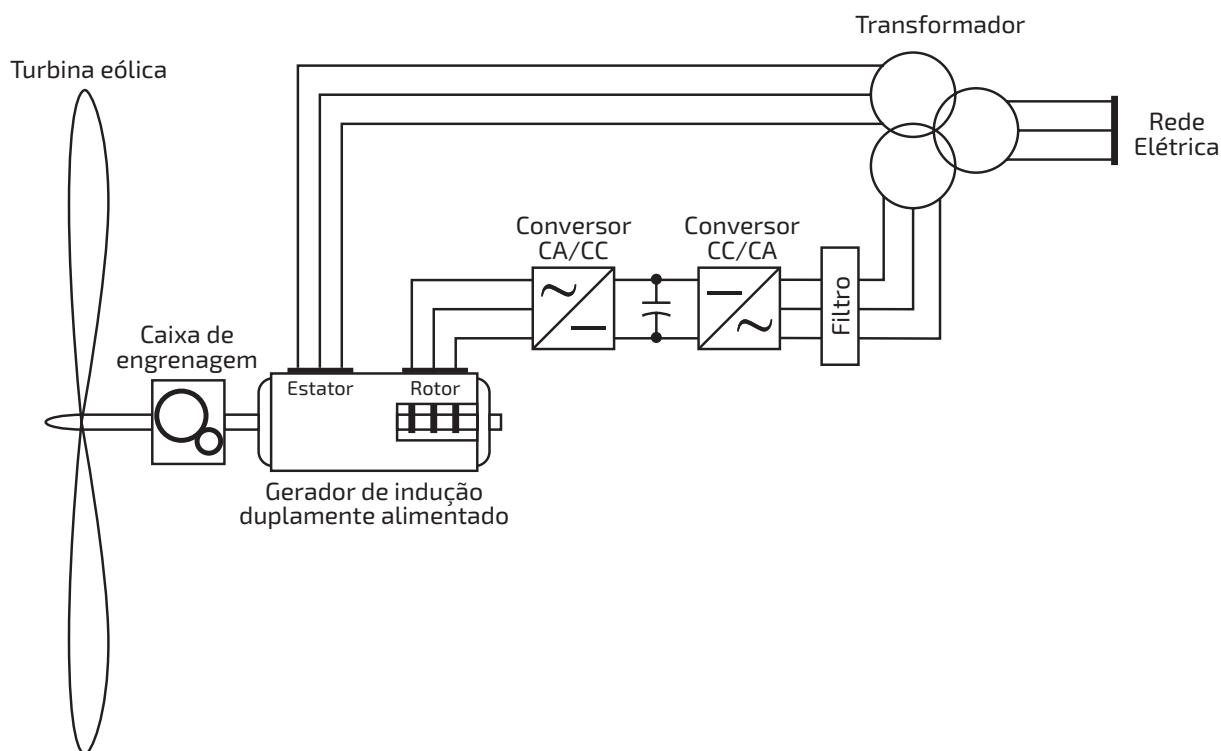 Transformador
Turbina eólica
Rede
Elétrica
Conversor
CA/CC
Conversor
CC/CA
Filtro
Caixa de
engrenagem
Estator
Rotor
Gerador de indução
duplamente alimentado